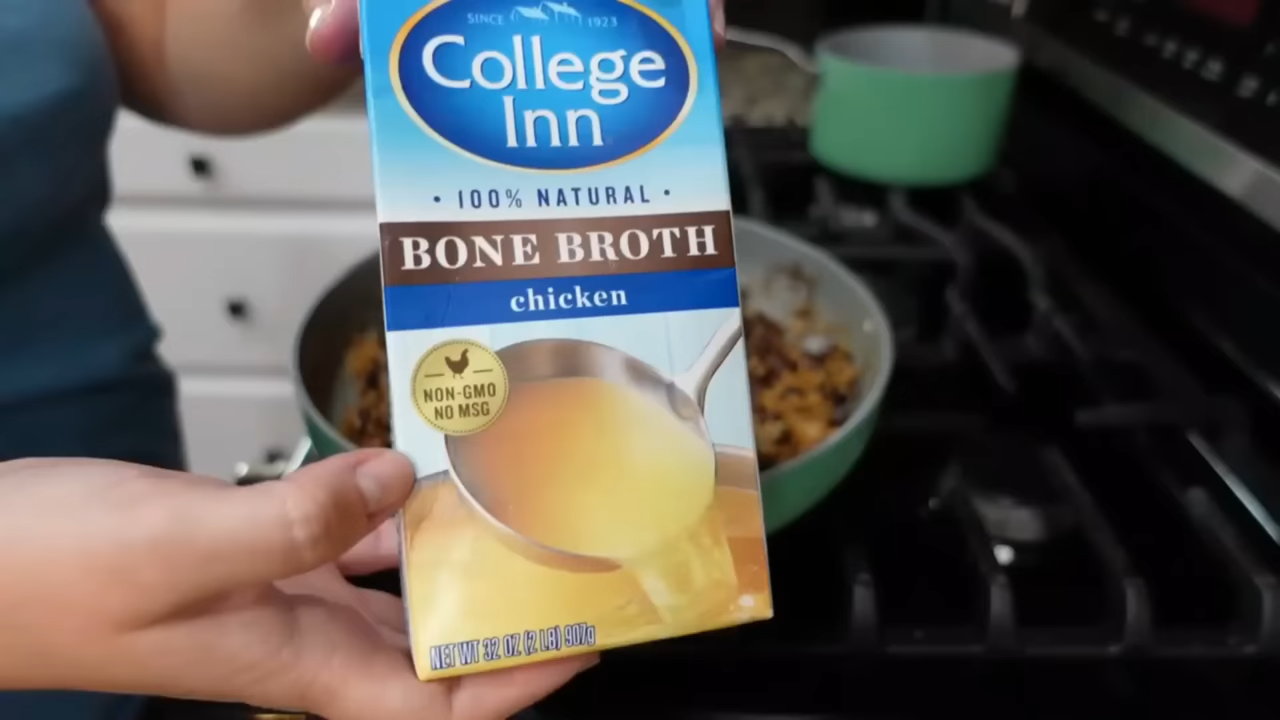 SINCE 1923
College
Inn
• 100% NATURAL •
BONE BROTH
chicken
NON-GMO
NO MSG
NET WT 32 OZ (2 LB) 907g